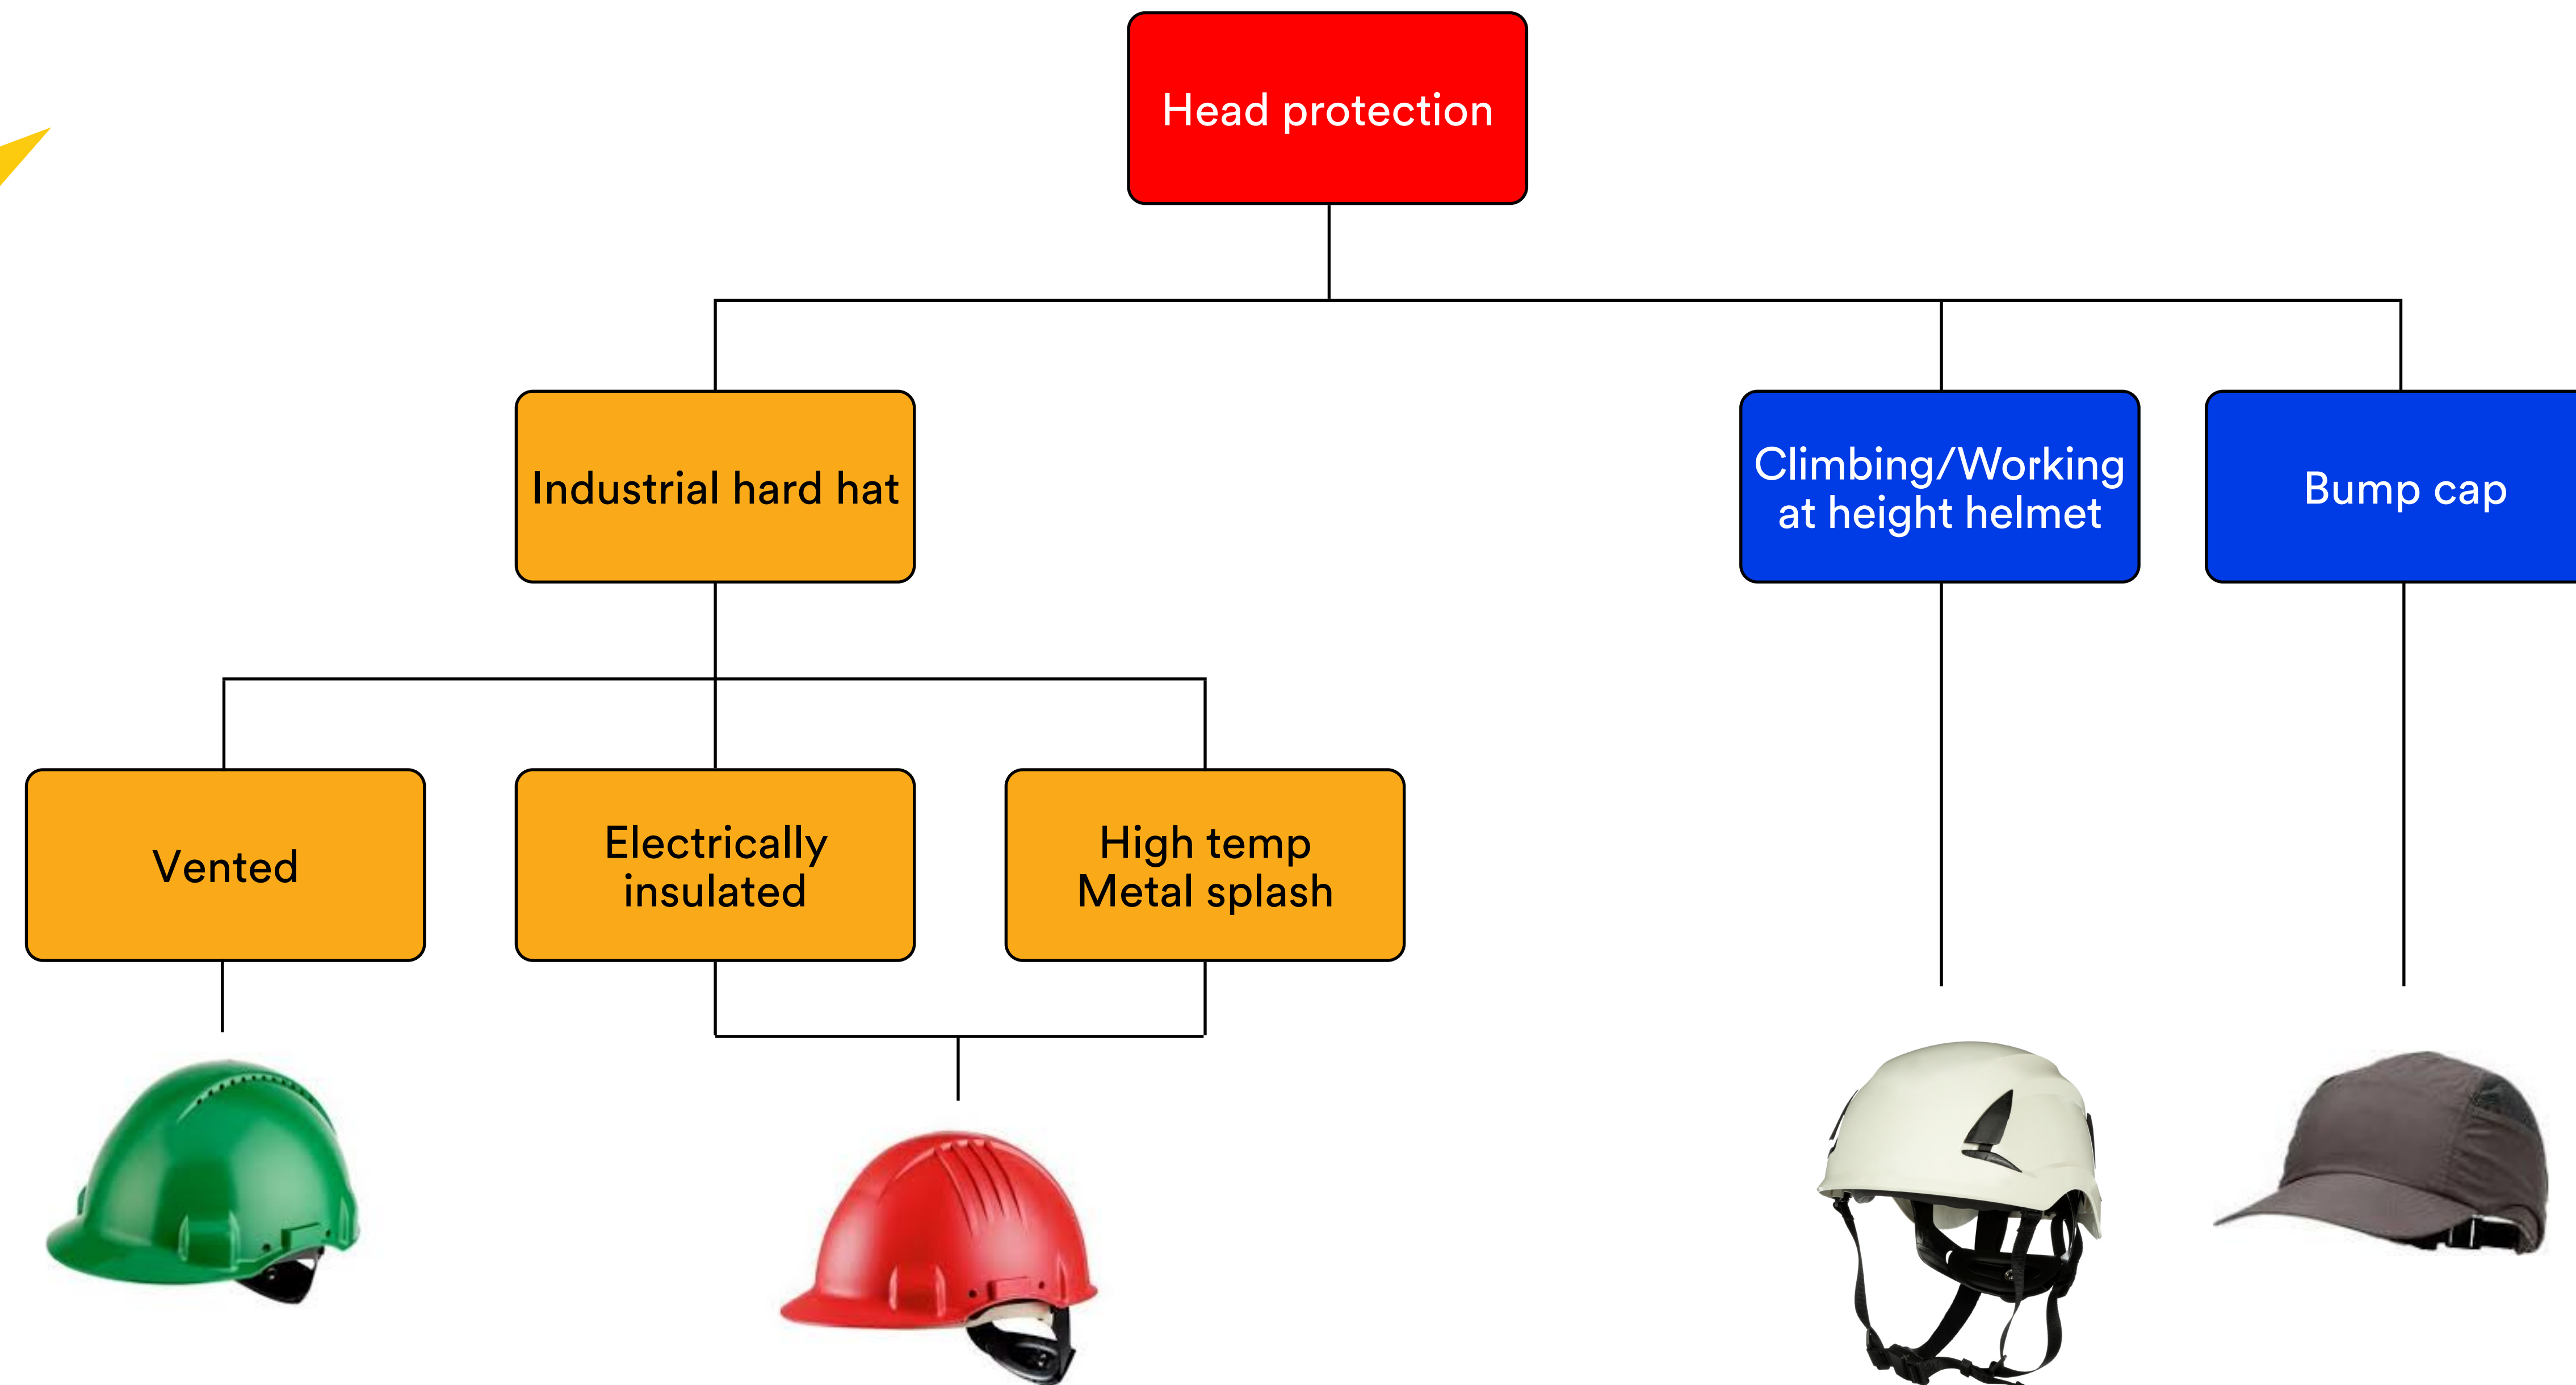 Head protection
Industrial hard hat
Climbing/Working
at height helmet
Bump cap
Vented
Electrically
insulated
High temp
Metal splash